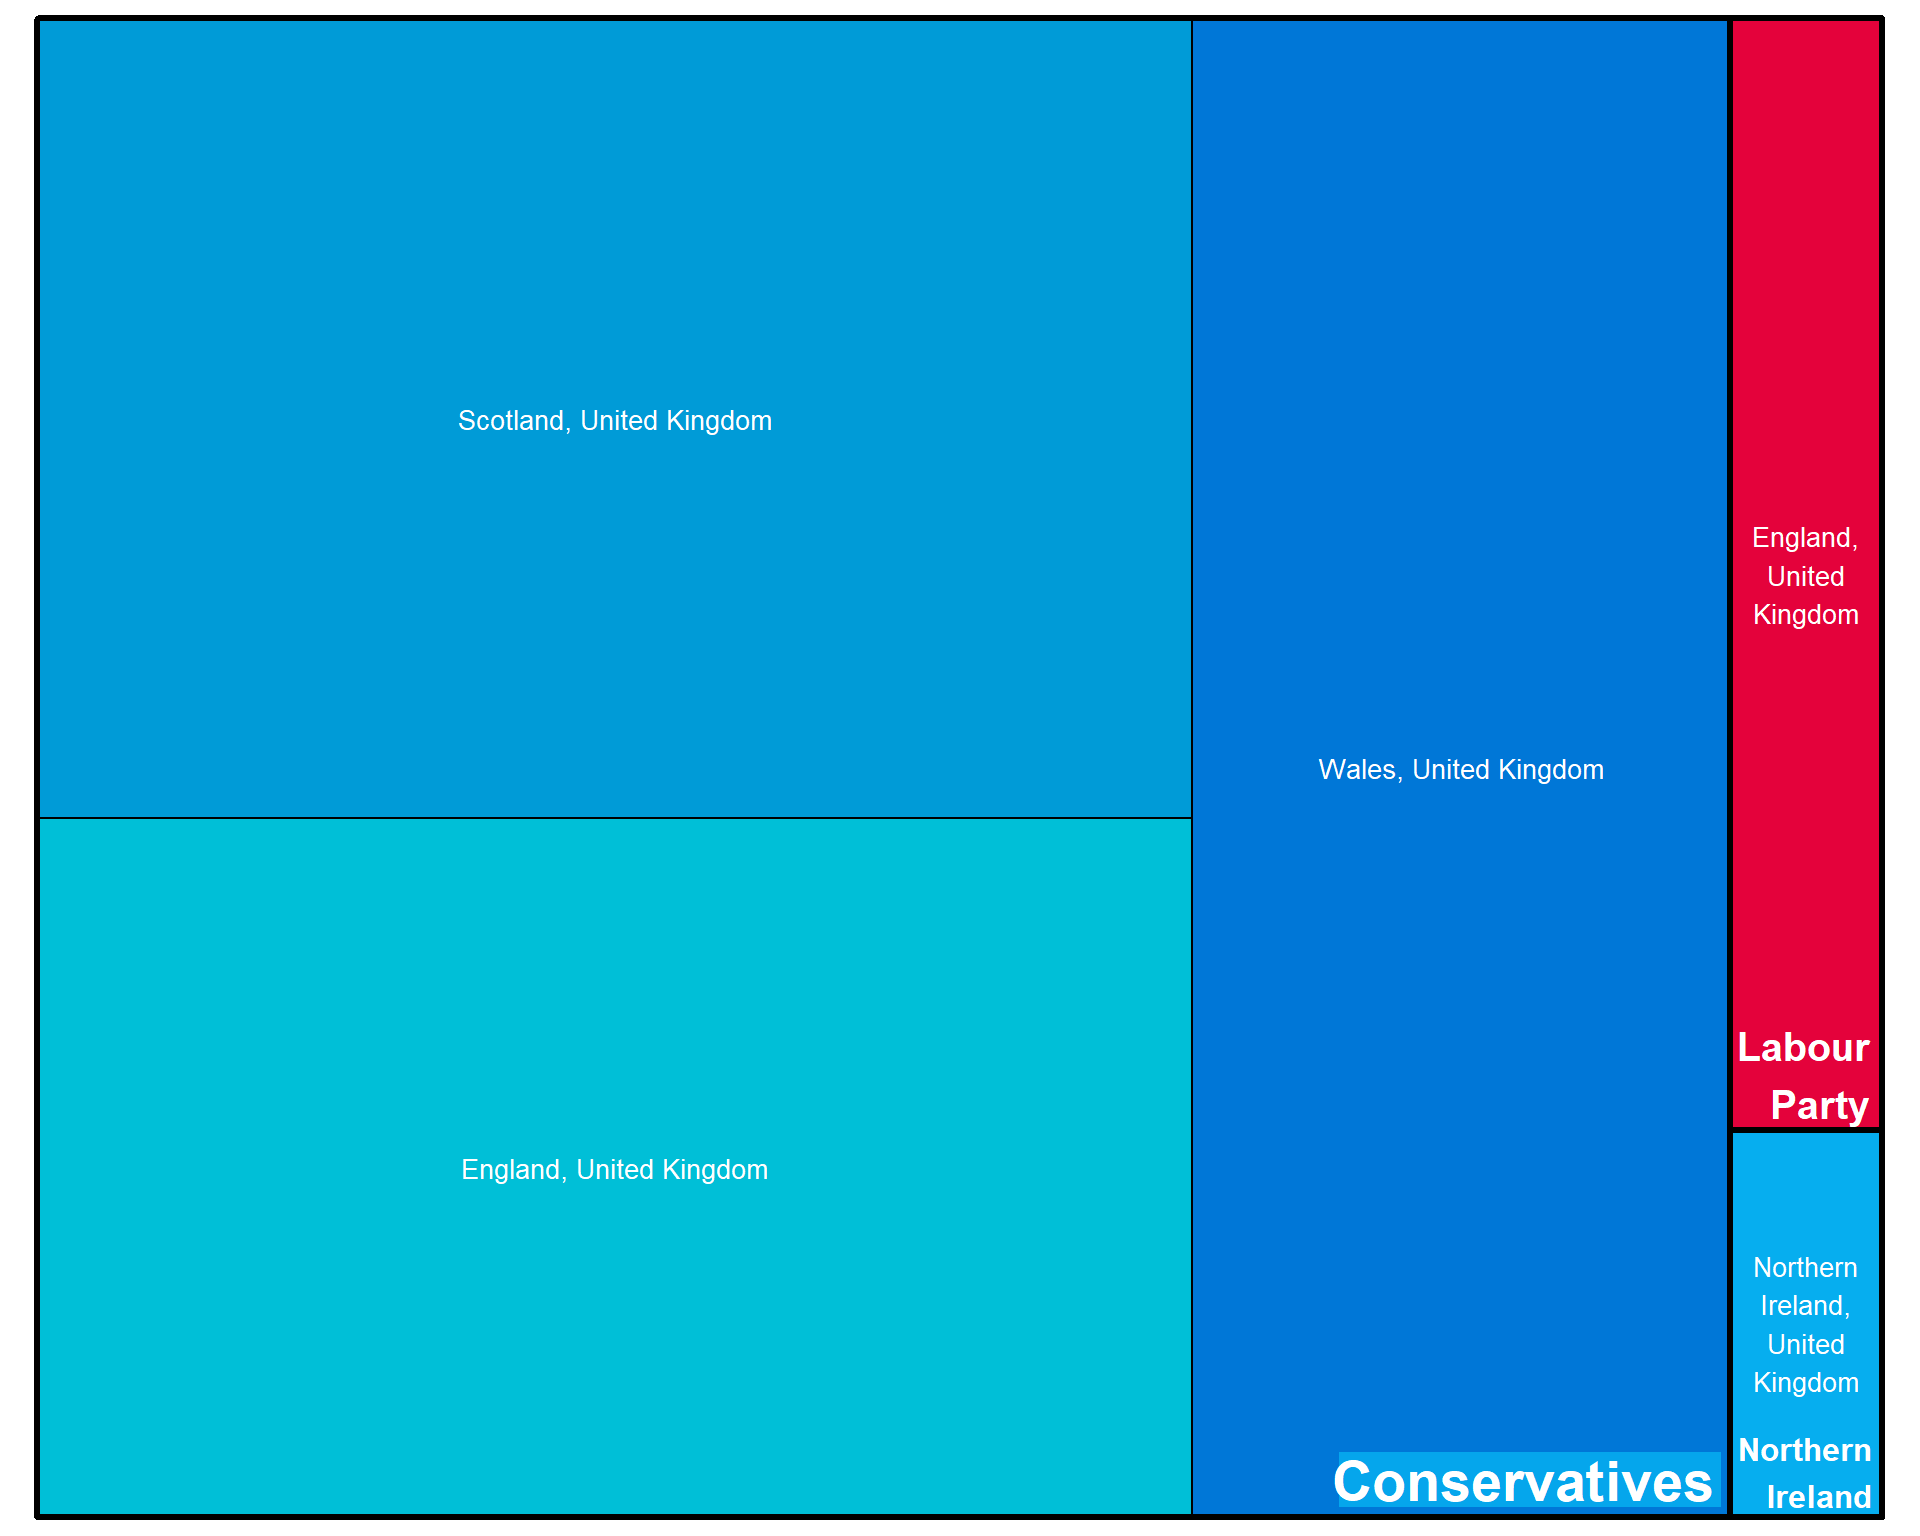 Scotland, United Kingdom
England, United Kingdom
Wales, United Kingdom
Conservatives
England,
United
Kingdom
Labour
Party
Northern
Ireland,
United
Kingdom
Northern
Ireland